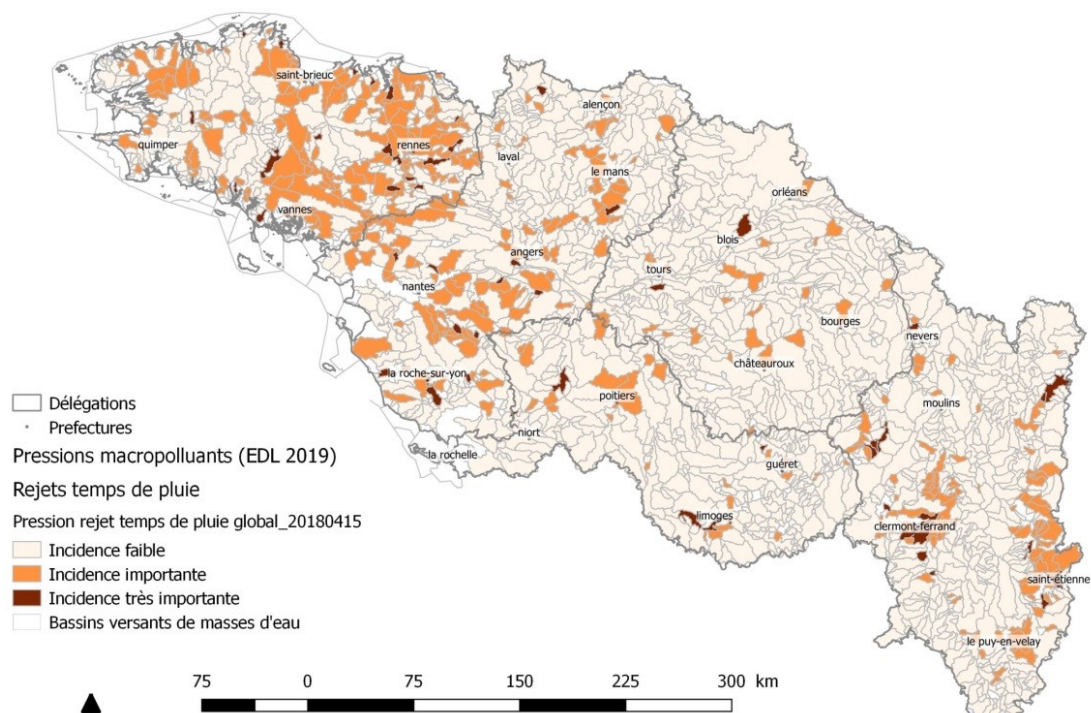 alençon
saint-brieuc
rennes
quimper
laval
le mans
orléans
vannes
blois
angers
tours
nantes
bourges
nevers
châteauroux
la roche-sur-yon
moulins
poitiers
niort
la rochelle
guéret
limoges
clermont-ferrand
saint-étienne
le puy-en-velay
Délégations
Prefectures
Pressions macropolluants (EDL 2019)
Rejets temps de pluie
Pression rejet temps de pluie global_20180415
Incidence faible
Incidence importante
Incidence très importante
Bassins versants de masses d'eau
75 0 75 150 225 300 km